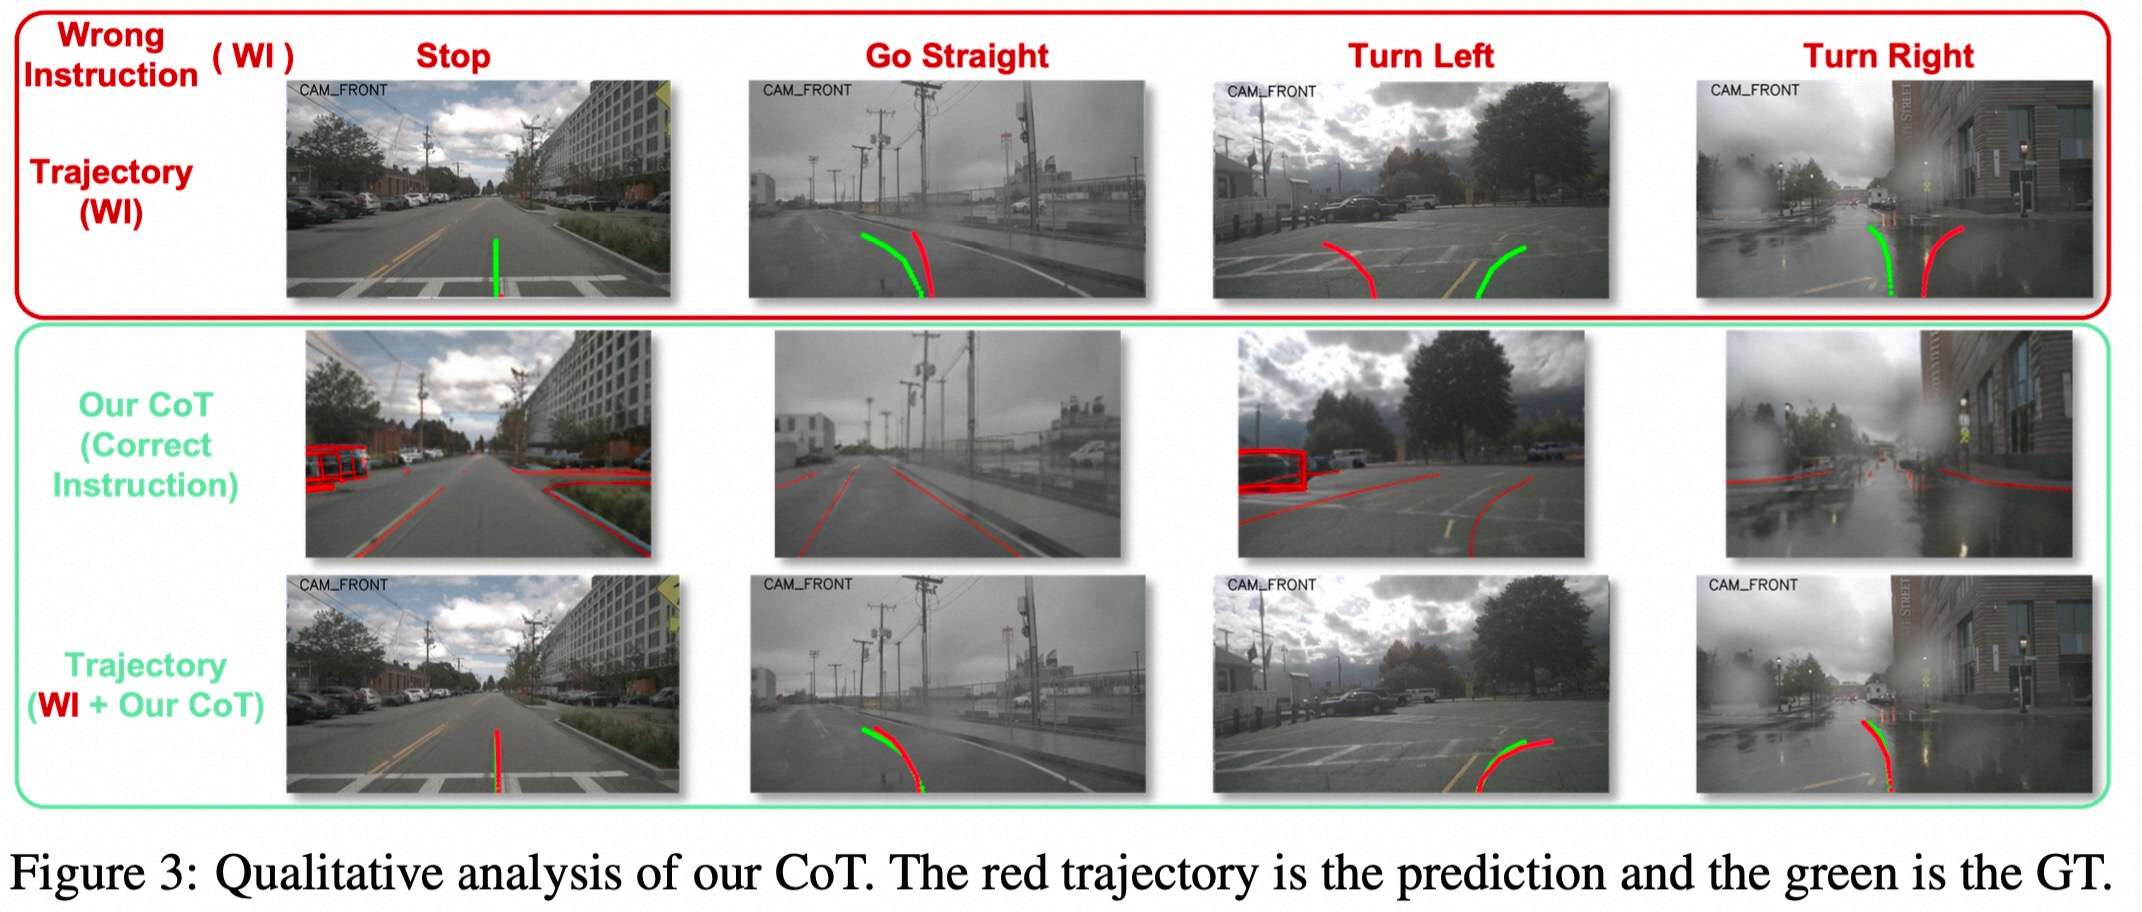 Wrong
Instruction
( WI )
Stop
Go Straight
Turn Left
Turn Right
Trajectory
(WI)
CAM_FRONT
CAM_FRONT
CAM_FRONT
CAM_FRONT
STREET
Our CoT
(Correct
Instruction)
Trajectory
(WI + Our CoT)
CAM_FRONT
CAM_FRONT
CAM_FRONT
CAM_FRONT
STREET
Figure 3: Qualitative analysis of our CoT. The red trajectory is the prediction and the green is the GT.